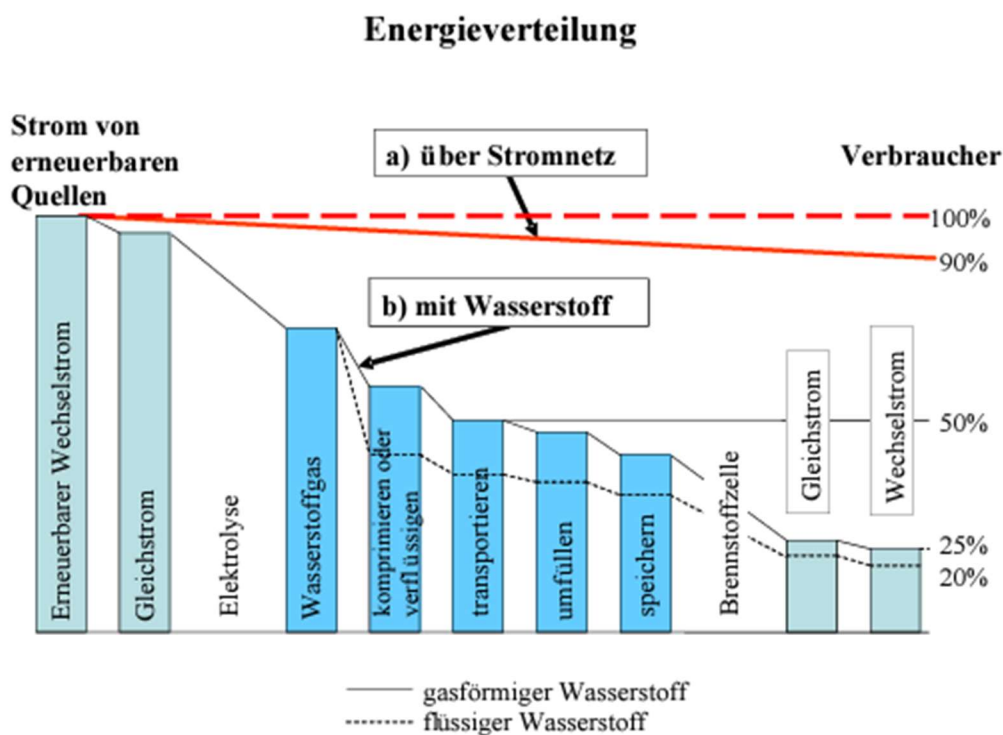 Energieverteilung
Strom von
erneuerbaren
Quellen
a) über Stromnetz
Verbraucher
100%
90%
b) mit Wasserstoff
50%
25%
20%
Erneuerbarer Wechselstrom
Gleichstrom
Elektrolyse
Wasserstoffgas
komprimieren oder
verflüssigen
transportieren
umfüllen
speichern
Brennstoffzelle
Gleichstrom
Wechselstrom
gasförmiger Wasserstoff
flüssiger Wasserstoff